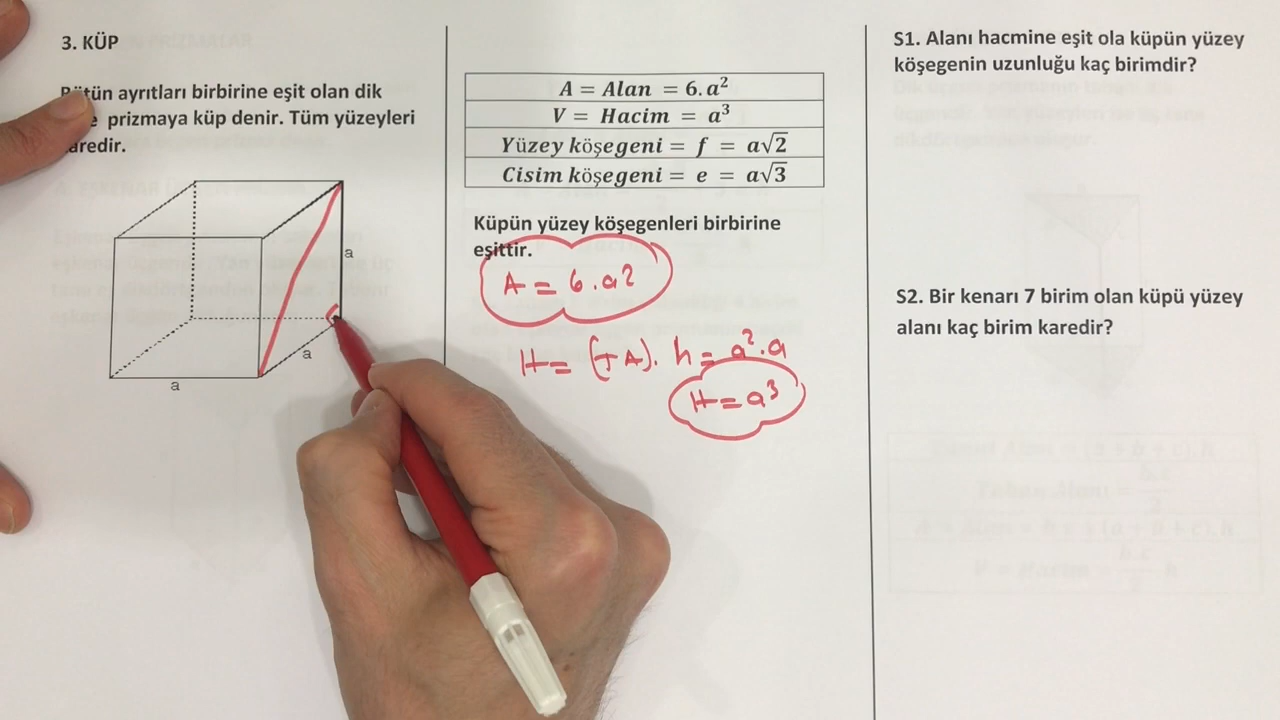 3. KÜP
ayrıtları birbirine eşit olan dik
prizmaya küp denir. Tüm yüzeyleri
a
a
a
A = Alan = 6.a²
V = Hacim = a³
Yüzey köşegeni = f = a√2
Cisim köşegeni = e = a√3
Küpün yüzey köşegenleri birbirine
eşittir.
A = 6.a²
H = (TA). h = a².a
H = a³
S1. Alanı hacmine eşit ola küpün yüzey
köşegenin uzunluğu kaç birimdir?
S2. Bir kenarı 7 birim olan küpü yüzey
alanı kaç birim karedir?